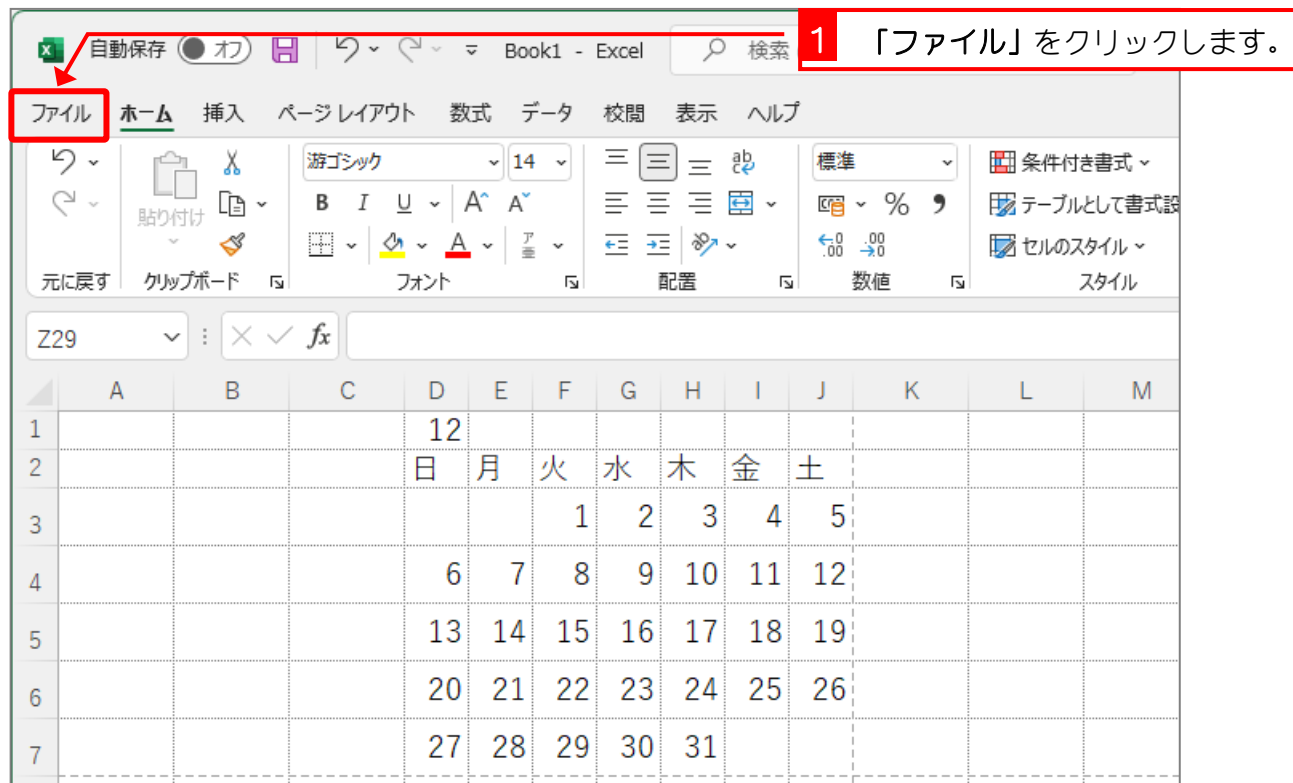 自動保存 オフ Book1 - Excel 検索
1 「ファイル」をクリックします。
ファイル ホーム 挿入 ページ レイアウト 数式 データ 校閲 表示 ヘルプ
游ゴシック 14 標準 条件付き書式
貼り付け B I U A A % テーブルとして書式設
A ア亜 .00 .0 セルのスタイル
元に戻す クリップボード フォント 配置 数値 スタイル
Z29 fx
A B C D E F G H I J K L M
1 12
2 日 月 火 水 木 金 土
3 1 2 3 4 5
4 6 7 8 9 10 11 12
5 13 14 15 16 17 18 19
6 20 21 22 23 24 25 26
7 27 28 29 30 31